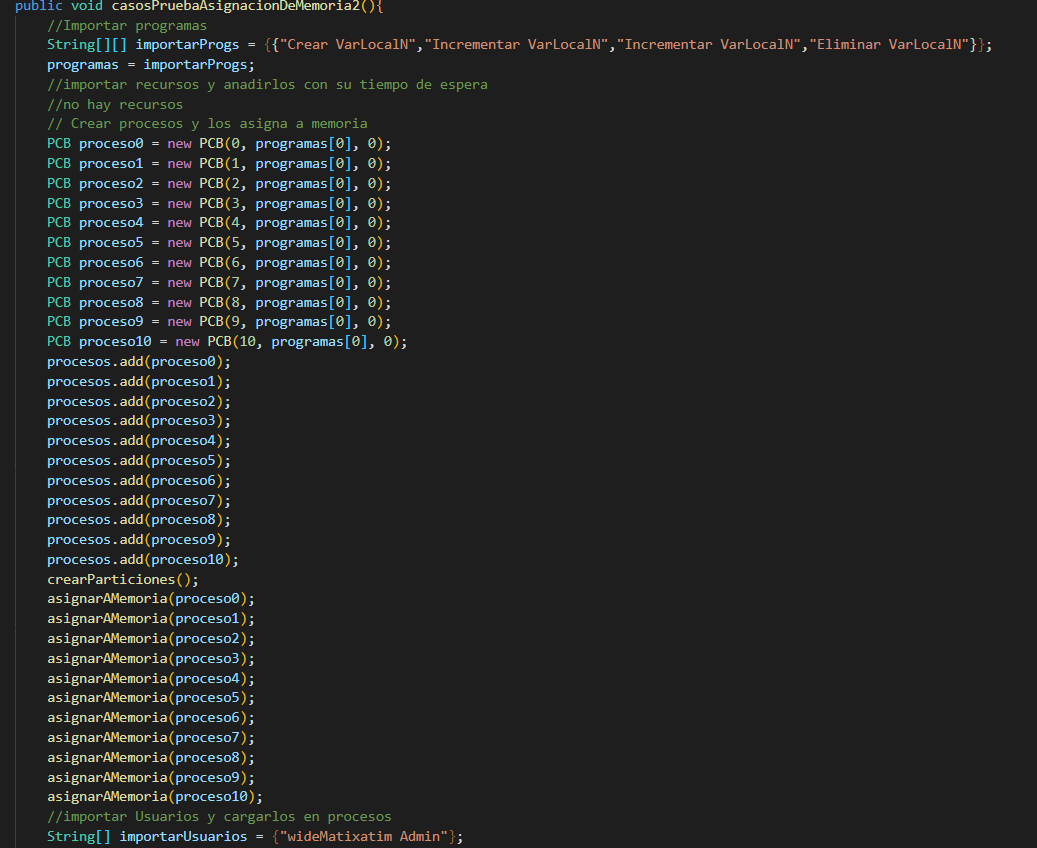 public void casosPruebaAsignacionDeMemoria2(){
//Importar programas
String[][] importarProgs = {{"Crear VarLocalN","Incrementar VarLocalN","Incrementar VarLocalN","Eliminar VarLocalN"}};
programas = importarProgs;
//importar recursos y anadirlos con su tiempo de espera
//no hay recursos
// Crear procesos y los asigna a memoria
PCB proceso0 = new PCB(0, programas[0], 0);
PCB proceso1 = new PCB(1, programas[0], 0);
PCB proceso2 = new PCB(2, programas[0], 0);
PCB proceso3 = new PCB(3, programas[0], 0);
PCB proceso4 = new PCB(4, programas[0], 0);
PCB proceso5 = new PCB(5, programas[0], 0);
PCB proceso6 = new PCB(6, programas[0], 0);
PCB proceso7 = new PCB(7, programas[0], 0);
PCB proceso8 = new PCB(8, programas[0], 0);
PCB proceso9 = new PCB(9, programas[0], 0);
PCB proceso10 = new PCB(10, programas[0], 0);
procesos.add(proceso0);
procesos.add(proceso1);
procesos.add(proceso2);
procesos.add(proceso3);
procesos.add(proceso4);
procesos.add(proceso5);
procesos.add(proceso6);
procesos.add(proceso7);
procesos.add(proceso8);
procesos.add(proceso9);
procesos.add(proceso10);
crearParticiones();
asignarAMemoria(proceso0);
asignarAMemoria(proceso1);
asignarAMemoria(proceso2);
asignarAMemoria(proceso3);
asignarAMemoria(proceso4);
asignarAMemoria(proceso5);
asignarAMemoria(proceso6);
asignarAMemoria(proceso7);
asignarAMemoria(proceso8);
asignarAMemoria(proceso9);
asignarAMemoria(proceso10);
//importar Usuarios y cargarlos en procesos
String[] importarUsuarios = {"wideMatixatim Admin"};